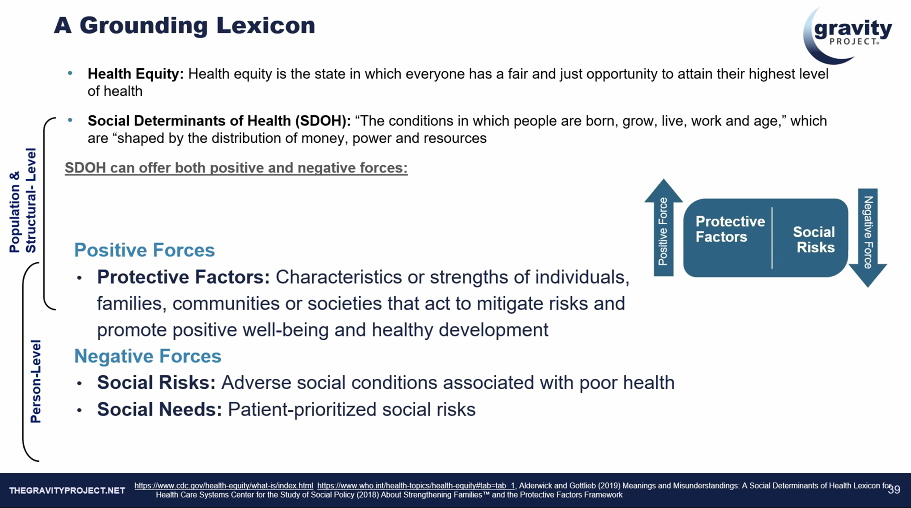 A Grounding Lexicon
gravity
PROJECT
• Health Equity: Health equity is the state in which everyone has a fair and just opportunity to attain their highest level
of health
• Social Determinants of Health (SDOH): “The conditions in which people are born, grow, live, work and age,” which
are “shaped by the distribution of money, power and resources
SDOH can offer both positive and negative forces:
Population &
Structural- Level
Person-Level
Positive Force
Protective
Factors
Social
Risks
Negative Force
Positive Forces
• Protective Factors: Characteristics or strengths of individuals,
families, communities or societies that act to mitigate risks and
promote positive well-being and healthy development
Negative Forces
• Social Risks: Adverse social conditions associated with poor health
• Social Needs: Patient-prioritized social risks
THEGRAVITYPROJECT.NET
https://www.cdc.gov/health-equity/what-is/index.html https://www.who.int/health-topics/health-equity#tab=tab_1, Alderwick and Gottlieb (2019) Meanings and Misunderstandings: A Social Determinants of Health Lexicon for
Health Care Systems Center for the Study of Social Policy (2018) About Strengthening Families™ and the Protective Factors Framework
39